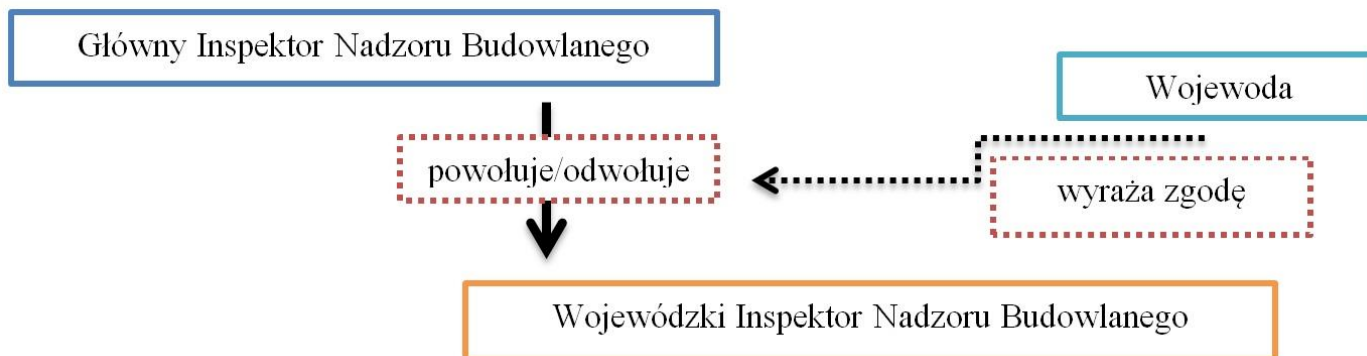 Główny Inspektor Nadzoru Budowlanego
Wojewoda
powołuje/odwołuje
wyraża zgodę
Wojewódzki Inspektor Nadzoru Budowlanego